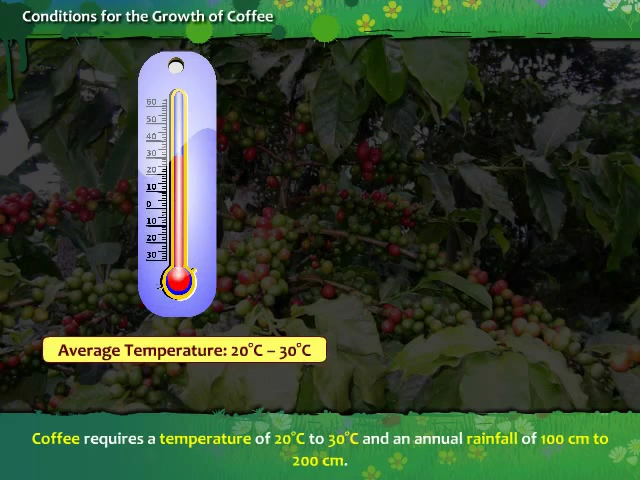 Conditions for the Growth of Coffee
60
50
40
30
20
10
0
10
20
30
Average Temperature: 20°C – 30°C
Coffee requires a temperature of 20°C to 30°C and an annual rainfall of 100 cm to
200 cm.